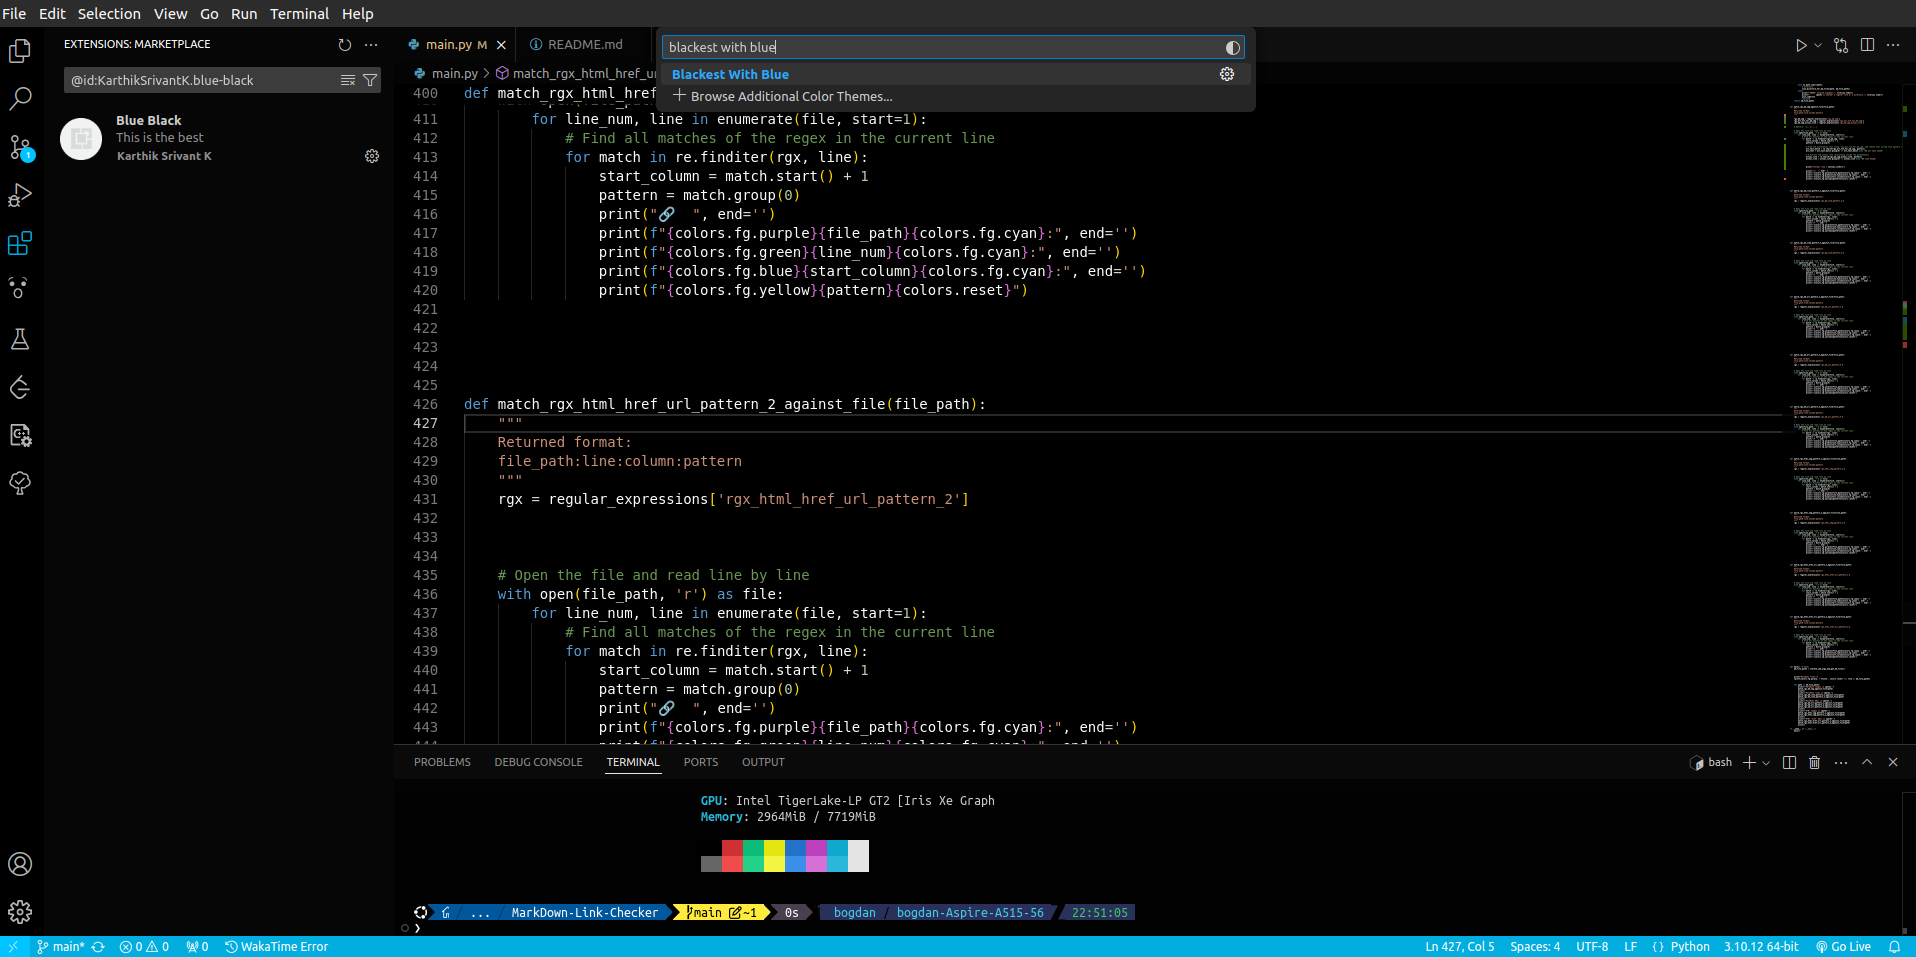 File Edit Selection View Go Run Terminal Help
EXTENSIONS: MARKETPLACE
@id:KarthikSrivantK.blue-black
Blue Black
This is the best
Karthik Srivant K
1
main.py M
README.md
blackest with blue
Blackest With Blue
Browse Additional Color Themes...
main.py > match_rgx_html_href_u
400 def match_rgx_html_href
411 for line_num, line in enumerate(file, start=1):
412 # Find all matches of the regex in the current line
413 for match in re.finditer(rgx, line):
414 start_column = match.start() + 1
415 pattern = match.group(0)
416 print("🔗  ", end='')
417 print(f"{colors.fg.purple}{file_path}{colors.fg.cyan}:", end='')
418 print(f"{colors.fg.green}{line_num}{colors.fg.cyan}:", end='')
419 print(f"{colors.fg.blue}{start_column}{colors.fg.cyan}:", end='')
420 print(f"{colors.fg.yellow}{pattern}{colors.reset}")
421
422
423
424
425
426 def match_rgx_html_href_url_pattern_2_against_file(file_path):
427 """
428 Returned format:
429 file_path:line:column:pattern
430 """
431 rgx = regular_expressions['rgx_html_href_url_pattern_2']
432
433
434
435 # Open the file and read line by line
436 with open(file_path, 'r') as file:
437 for line_num, line in enumerate(file, start=1):
438 # Find all matches of the regex in the current line
439 for match in re.finditer(rgx, line):
440 start_column = match.start() + 1
441 pattern = match.group(0)
442 print("🔗  ", end='')
443 print(f"{colors.fg.purple}{file_path}{colors.fg.cyan}:", end='')
444 print(f"{colors.fg.green}{line_num}{colors.fg.cyan}:", end='')
PROBLEMS DEBUG CONSOLE TERMINAL PORTS OUTPUT
bash
GPU: Intel TigerLake-LP GT2 [Iris Xe Graph
Memory: 2964MiB / 7719MiB
... MarkDown-Link-Checker main ~1 0s bogdan / bogdan-Aspire-A515-56 22:51:05
❯
main* 0 0 0 WakaTime Error
Ln 427, Col 5 Spaces: 4 UTF-8 LF {} Python 3.10.12 64-bit Go Live